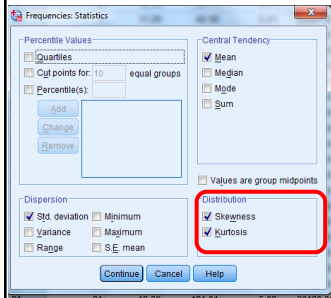 Frequencies: Statistics
Percentile Values
Quartiles
Cut points for: 10 equal groups
Percentile(s):
Add
Change
Remove
Central Tendency
Mean
Median
Mode
Sum
Values are group midpoints
Dispersion
Std. deviation Minimum
Variance Maximum
Range S.E. mean
Distribution
Skewness
Kurtosis
Continue Cancel Help